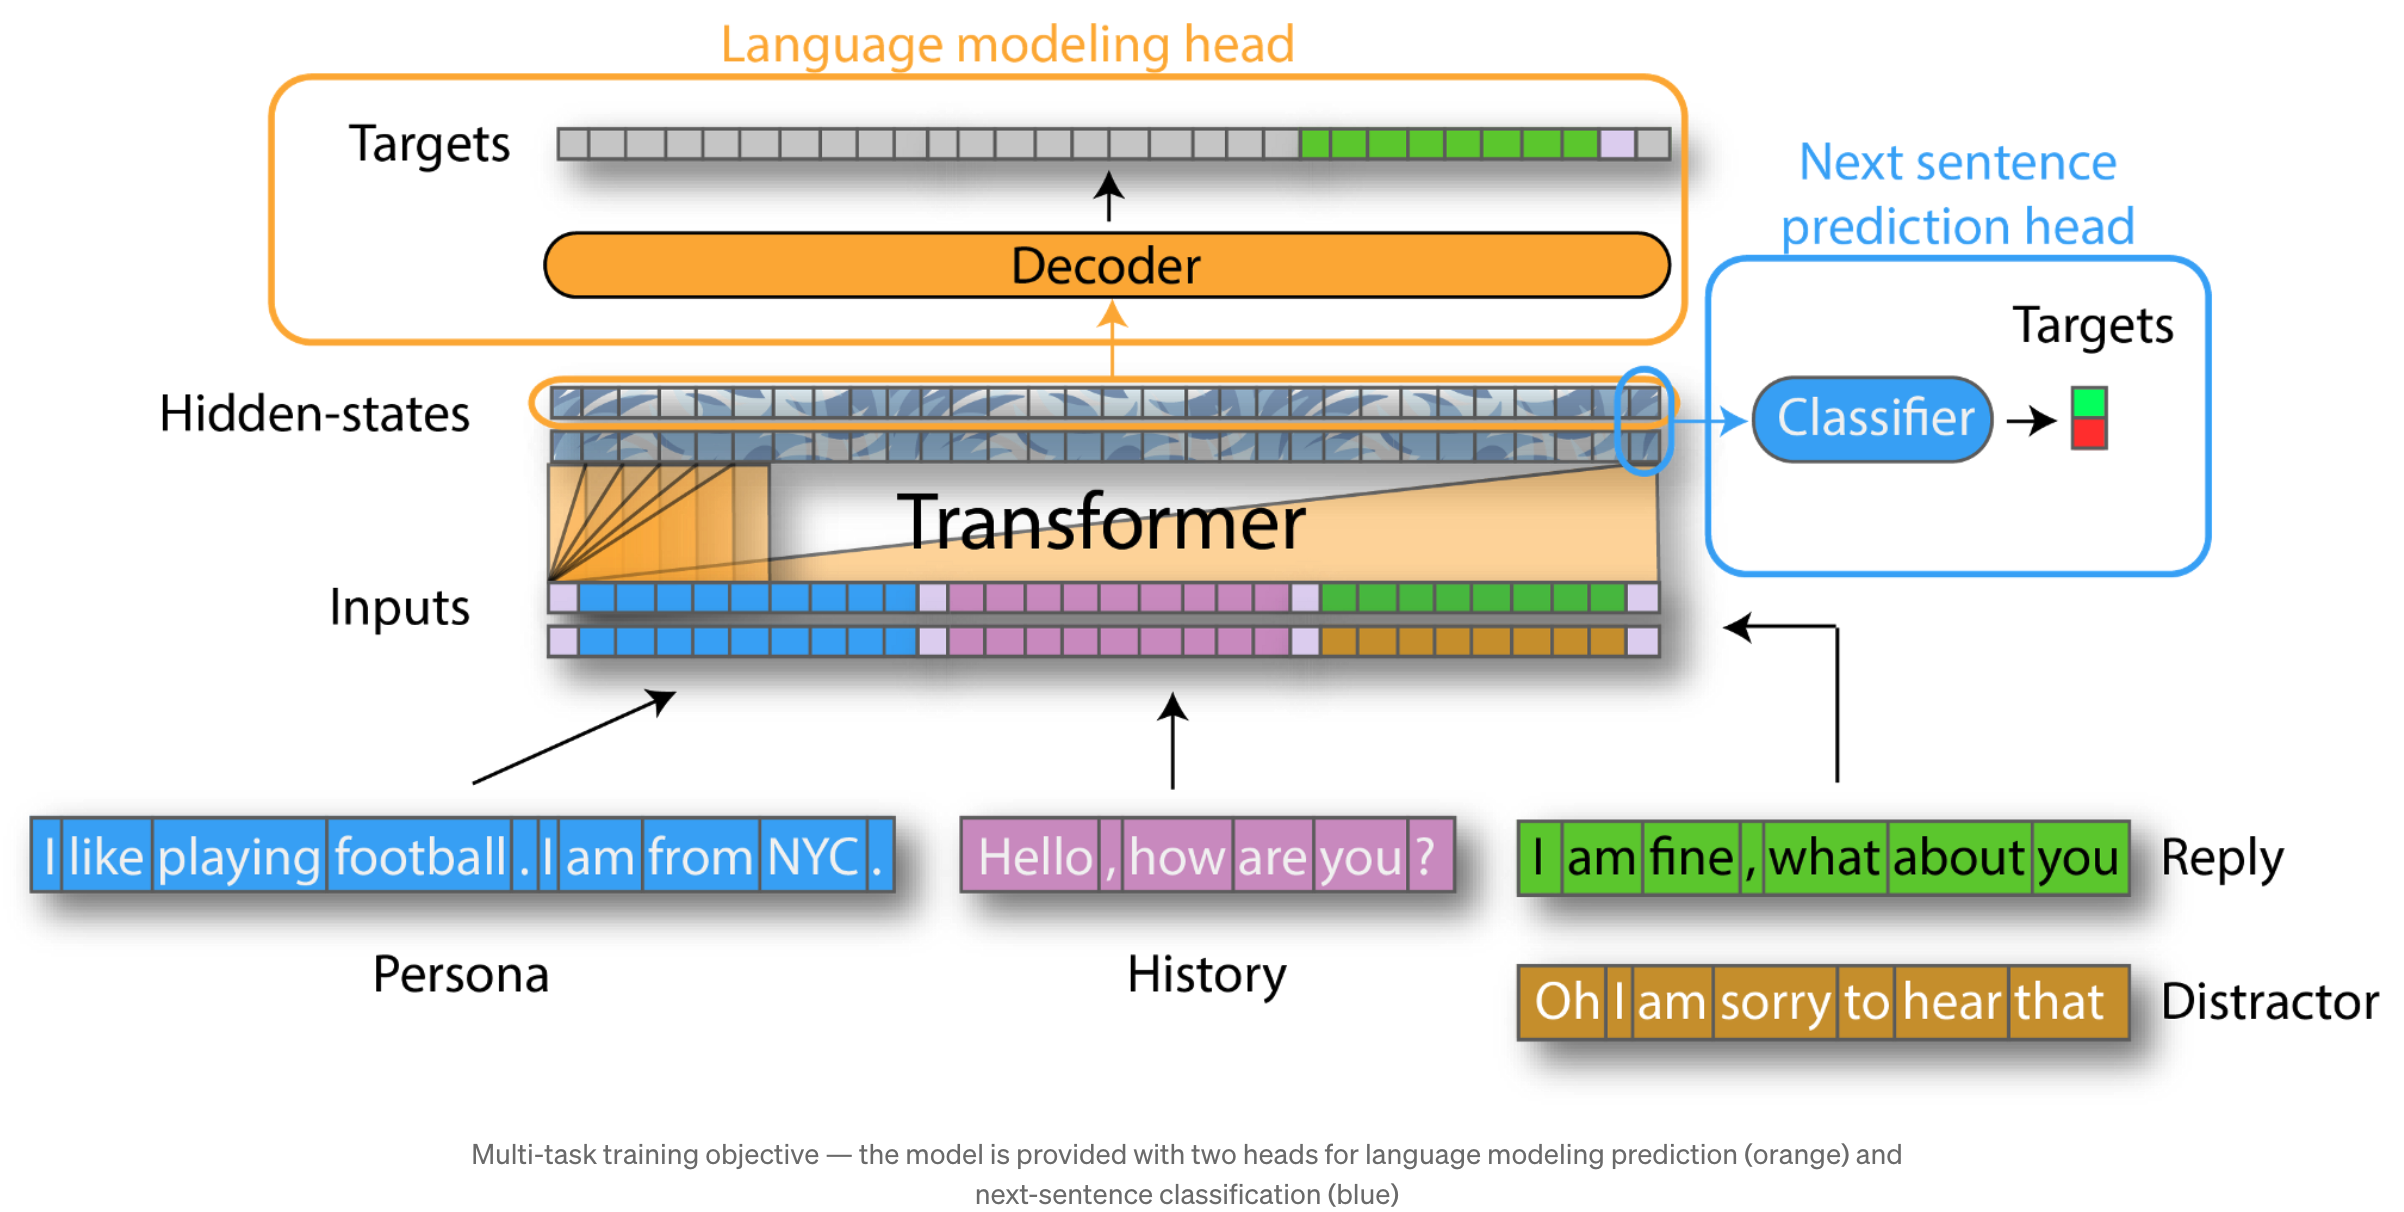 Language modeling head
Targets
Decoder
Next sentence
prediction head
Targets
Classifier
Hidden-states
Transformer
Inputs
I like playing football . I am from NYC .
Persona
Hello , how are you ?
History
I am fine , what about you
Reply
Oh I am sorry to hear that
Distractor
Multi-task training objective — the model is provided with two heads for language modeling prediction (orange) and
next-sentence classification (blue)